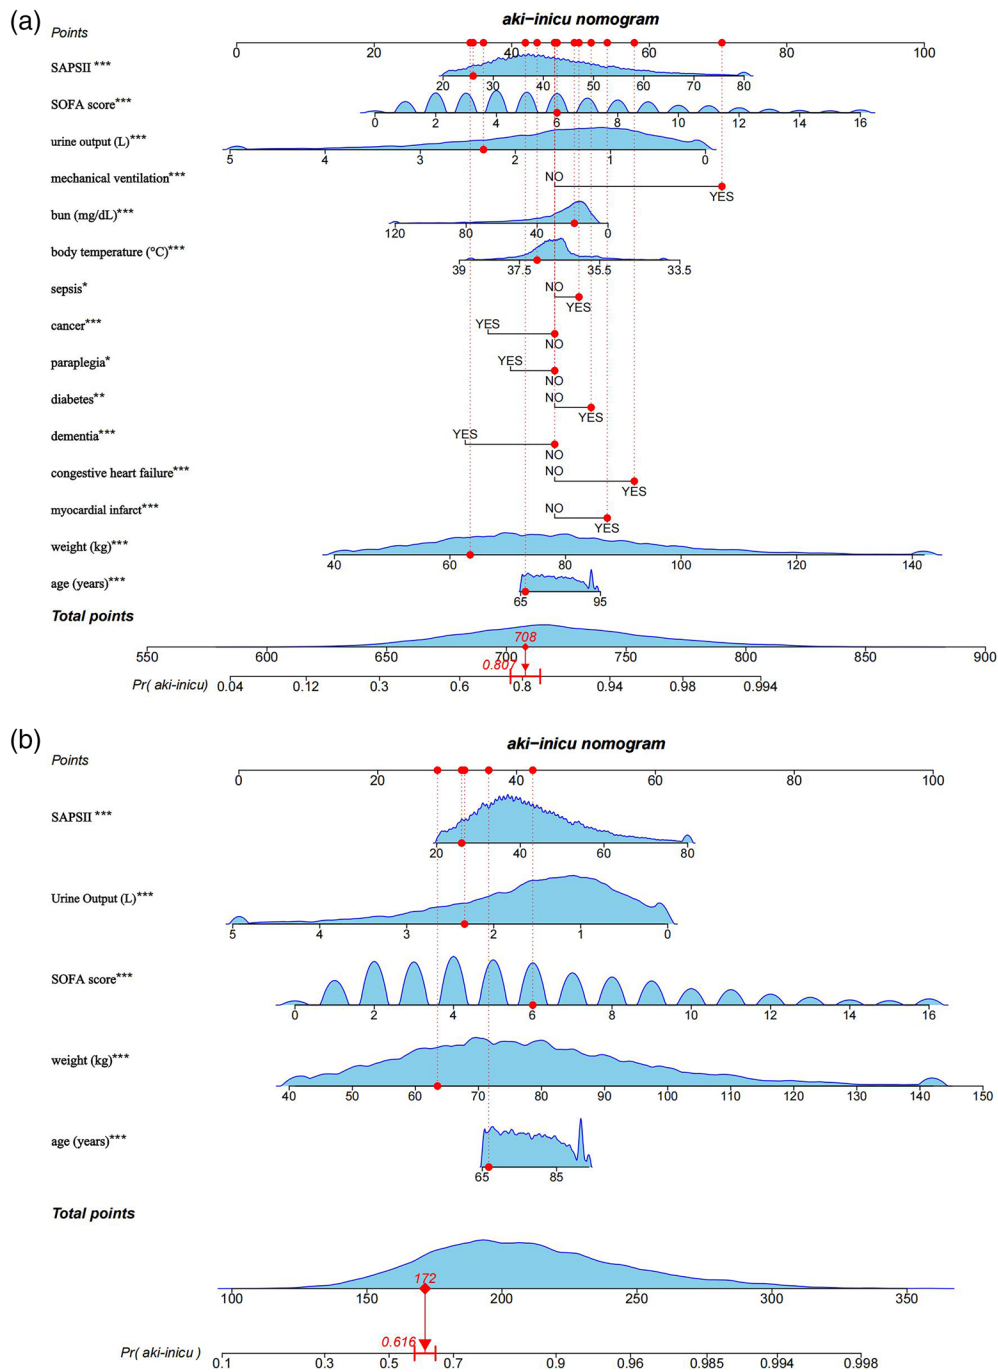 (a)
aki−inicu nomogram
Points
0 20 40 60 80 100
SAPSII ***
20 30 40 50 60 70 80
SOFA score***
0 2 4 6 8 10 12 14 16
urine output (L)***
5 4 3 2 1 0
mechanical ventilation***
NO
YES
bun (mg/dL)***
120 80 40 0
body temperature (°C)***
39 37.5 35.5 33.5
sepsis*
NO
YES
cancer***
YES
NO
paraplegia*
YES
NO
diabetes**
NO
YES
dementia***
YES
NO
congestive heart failure***
NO
YES
myocardial infarct***
NO
YES
weight (kg)***
40 60 80 100 120 140
age (years)***
65 95
Total points
708
550 600 650 700 750 800 850 900
0.807
Pr( aki-inicu)
0.04 0.12 0.3 0.6 0.8 0.94 0.98 0.994
(b)
aki−inicu nomogram
Points
0 20 40 60 80 100
SAPSII ***
20 40 60 80
Urine Output (L)***
5 4 3 2 1 0
SOFA score***
0 2 4 6 8 10 12 14 16
weight (kg)***
40 50 60 70 80 90 100 110 120 130 140 150
age (years)***
65 85
Total points
172
100 150 200 250 300 350
0.616
Pr( aki-inicu )
0.1 0.3 0.5 0.7 0.9 0.96 0.985 0.994 0.998